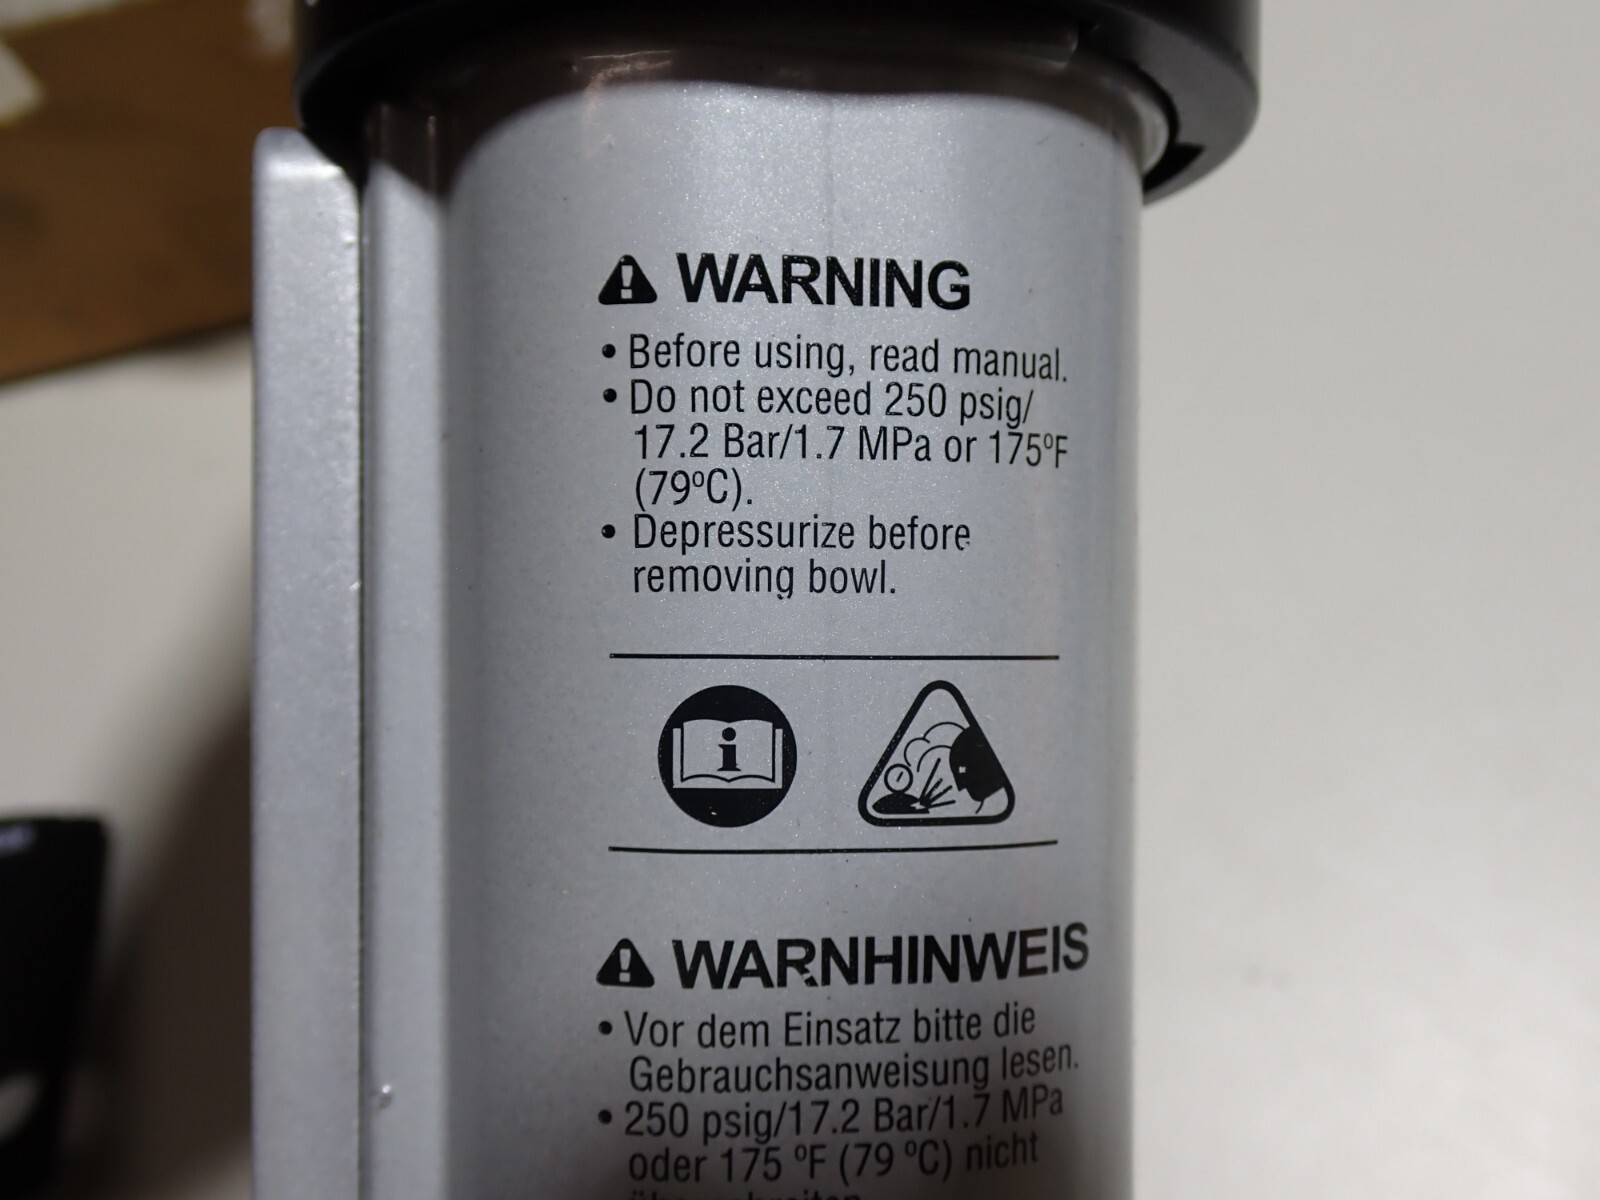 WARNING
• Before using, read manual.
• Do not exceed 250 psig/
17.2 Bar/1.7 MPa or 175ºF
(79ºC).
• Depressurize before
removing bowl.
i
WARNHINWEIS
• Vor dem Einsatz bitte die
Gebrauchsanweisung lesen.
• 250 psig/17.2 Bar/1.7 MPa
oder 175 ºF (79 ºC) nicht